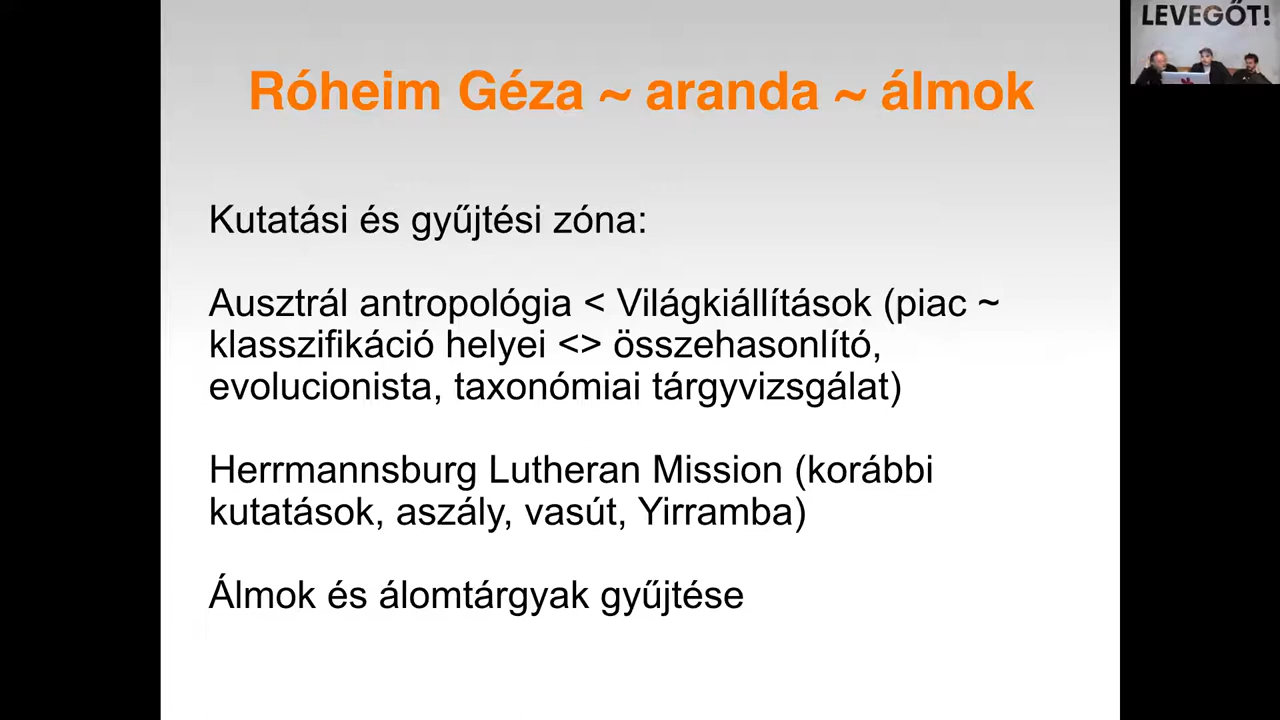 LEVEGŐT!
Róheim Géza ~ aranda ~ álmok
Kutatási és gyűjtési zóna:
Ausztrál antropológia < Világkiállítások (piac ~
klasszifikáció helyei <> összehasonlító,
evolucionista, taxonómiai tárgyvizsgálat)
Herrmannsburg Lutheran Mission (korábbi
kutatások, aszály, vasút, Yirramba)
Álmok és álomtárgyak gyűjtése